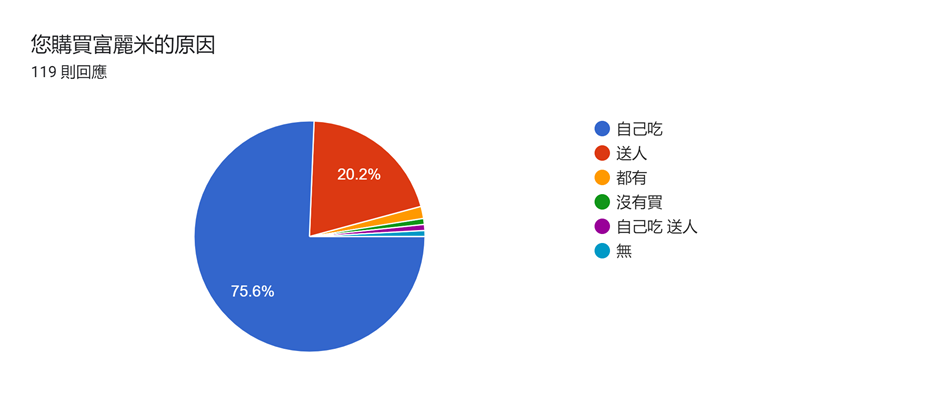 您購買富麗米的原因
119 則回應
20.2%
75.6%
自己吃
送人
都有
沒有買
自己吃 送人
無